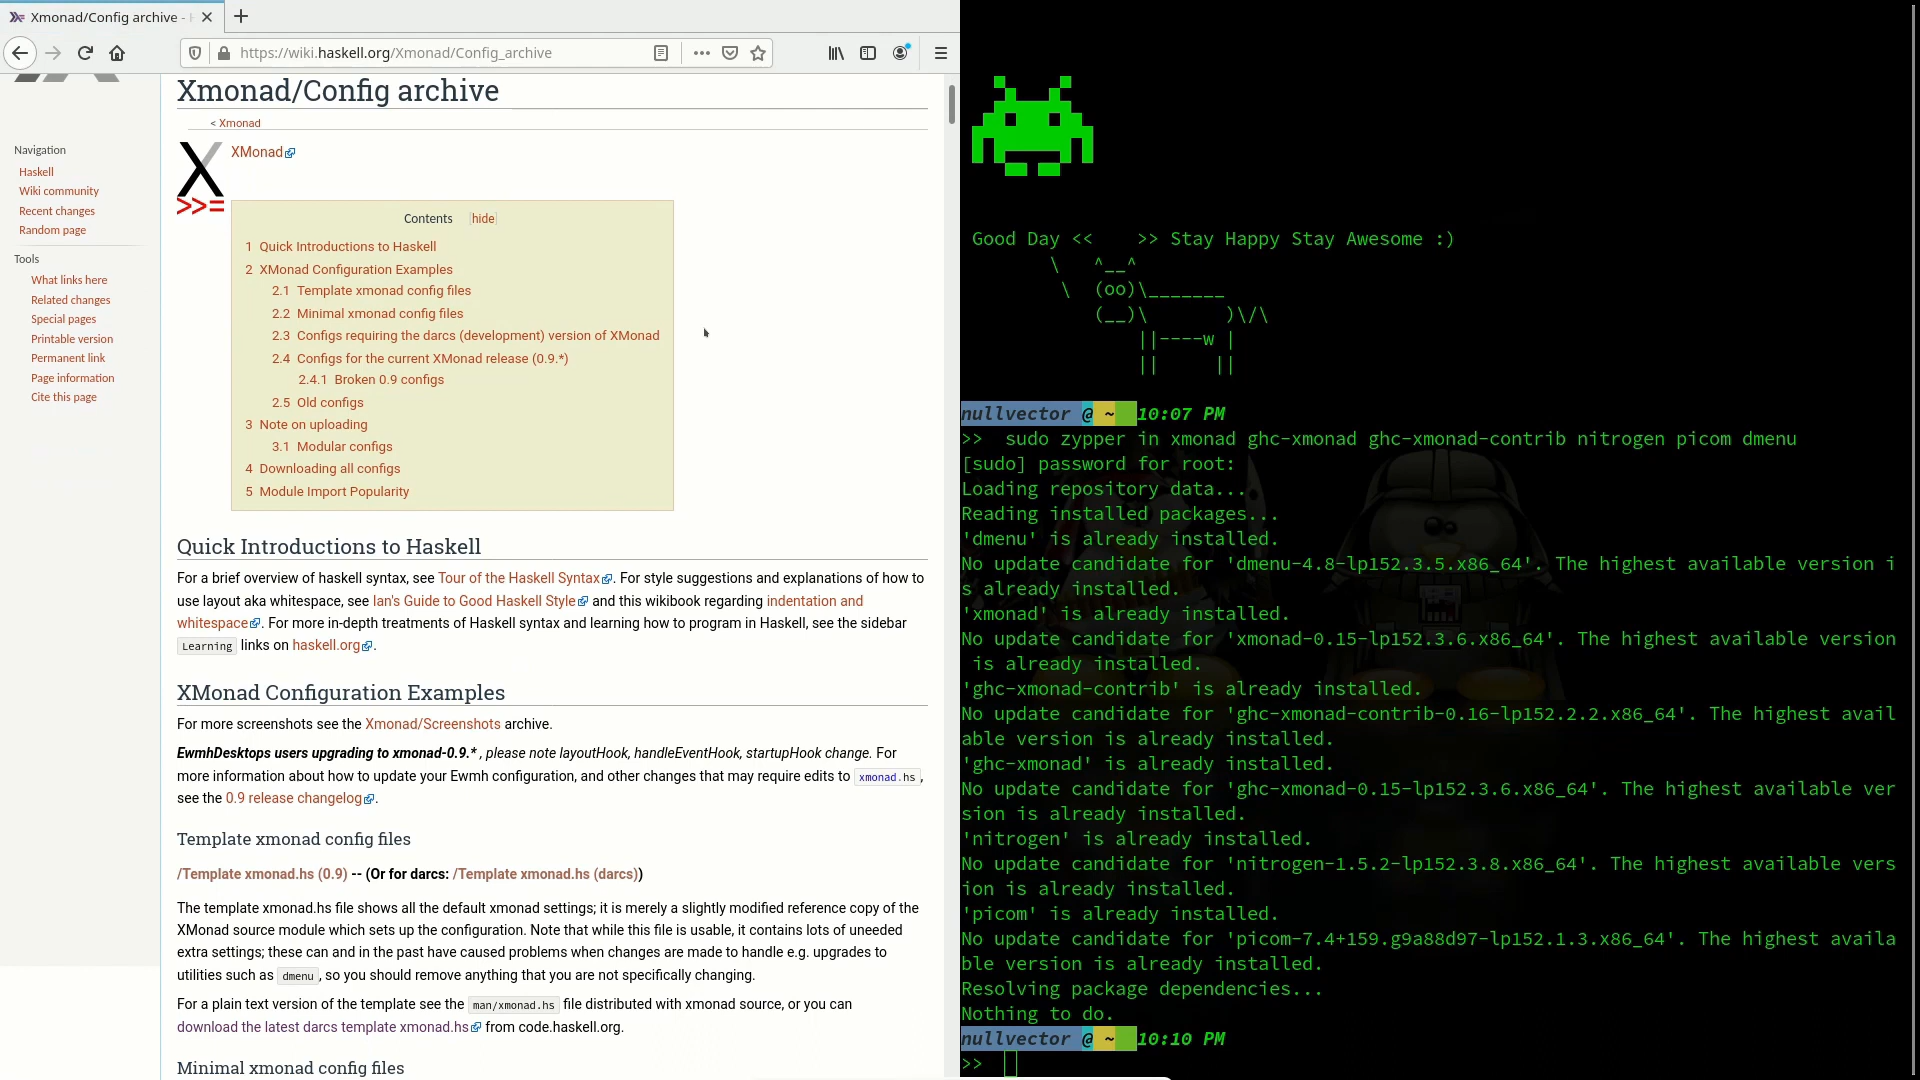 Xmonad/Config archive -
https://wiki.haskell.org/Xmonad/Config_archive
Navigation
Haskell
Wiki community
Recent changes
Random page
Tools
What links here
Related changes
Special pages
Printable version
Permanent link
Page information
Cite this page
Xmonad/Config archive
< Xmonad
XMonad
X
>>=
Contents [hide]
1 Quick Introductions to Haskell
2 XMonad Configuration Examples
2.1 Template xmonad config files
2.2 Minimal xmonad config files
2.3 Configs requiring the darcs (development) version of XMonad
2.4 Configs for the current XMonad release (0.9.*)
2.4.1 Broken 0.9 configs
2.5 Old configs
3 Note on uploading
3.1 Modular configs
4 Downloading all configs
5 Module Import Popularity
Quick Introductions to Haskell
For a brief overview of haskell syntax, see Tour of the Haskell Syntax. For style suggestions and explanations of how to
use layout aka whitespace, see Ian's Guide to Good Haskell Style and this wikibook regarding indentation and
whitespace. For more in-depth treatments of Haskell syntax and learning how to program in Haskell, see the sidebar
Learning links on haskell.org.
XMonad Configuration Examples
For more screenshots see the Xmonad/Screenshots archive.
EwmhDesktops users upgrading to xmonad-0.9.* , please note layoutHook, handleEventHook, startupHook change. For
more information about how to update your Ewmh configuration, and other changes that may require edits to xmonad.hs,
see the 0.9 release changelog.
Template xmonad config files
/Template xmonad.hs (0.9) -- (Or for darcs: /Template xmonad.hs (darcs))
The template xmonad.hs file shows all the default xmonad settings; it is merely a slightly modified reference copy of the
XMonad source module which sets up the configuration. Note that while this file is usable, it contains lots of uneeded
extra settings; these can and in the past have caused problems when changes are made to handle e.g. upgrades to
utilities such as dmenu, so you should remove anything that you are not specifically changing.
For a plain text version of the template see the man/xmonad.hs file distributed with xmonad source, or you can
download the latest darcs template xmonad.hs from code.haskell.org.
Minimal xmonad config files
Good Day <<    >> Stay Happy Stay Awesome :)
        \   ^__^
         \  (oo)\_______
            (__)\       )\/\
                ||----w |
                ||     ||
nullvector @ ~ 10:07 PM
>>  sudo zypper in xmonad ghc-xmonad ghc-xmonad-contrib nitrogen picom dmenu
[sudo] password for root:
Loading repository data...
Reading installed packages...
'dmenu' is already installed.
No update candidate for 'dmenu-4.8-lp152.3.5.x86_64'. The highest available version i
s already installed.
'xmonad' is already installed.
No update candidate for 'xmonad-0.15-lp152.3.6.x86_64'. The highest available version
 is already installed.
'ghc-xmonad-contrib' is already installed.
No update candidate for 'ghc-xmonad-contrib-0.16-lp152.2.2.x86_64'. The highest avail
able version is already installed.
'ghc-xmonad' is already installed.
No update candidate for 'ghc-xmonad-0.15-lp152.3.6.x86_64'. The highest available ver
sion is already installed.
'nitrogen' is already installed.
No update candidate for 'nitrogen-1.5.2-lp152.3.8.x86_64'. The highest available vers
ion is already installed.
'picom' is already installed.
No update candidate for 'picom-7.4+159.g9a88d97-lp152.1.3.x86_64'. The highest availa
ble version is already installed.
Resolving package dependencies...
Nothing to do.
nullvector @ ~ 10:10 PM
>>